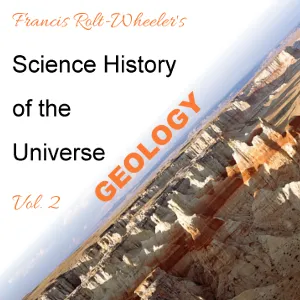 Francis Rolt-Wheeler's
Science History
of the
Universe
GEOLOGY
Vol. 2